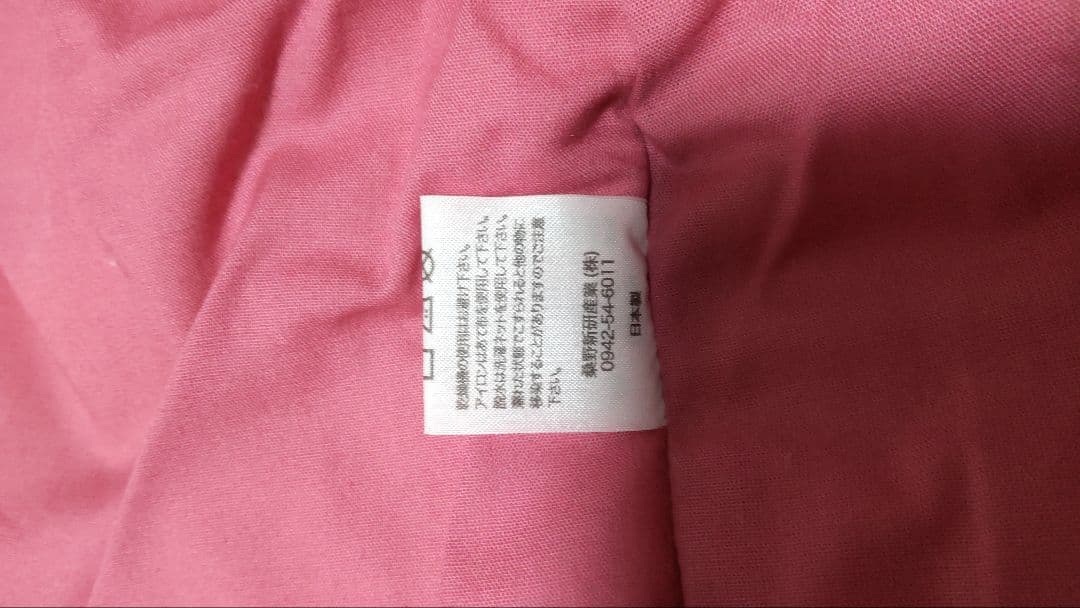 乾燥機の使用はお避け下さい。
アイロンはあて布を使用して下さい。
脱水は洗濯ネットを使用して下さい。
濡れた状態でこすられると他の物に
移染することがありますのでご注意
下さい。
桑野新研産業(株)
0942-54-6011
日本製